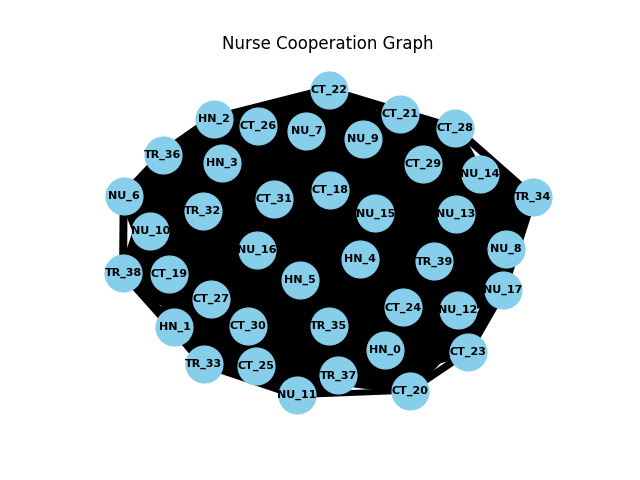 Nurse Cooperation Graph
CT_22
CT_21
HN_2
CT_26
CT_28
NU_7
NU_9
TR_36
HN_3
CT_29
NU_14
CT_18
NU_6
TR_34
CT_31
TR_32
NU_15
NU_13
NU_10
NU_8
NU_16
HN_4
TR_39
TR_38
CT_19
HN_5
NU_17
CT_27
CT_24
NU_12
HN_1
CT_30
TR_35
HN_0
CT_23
TR_33
CT_25
TR_37
CT_20
NU_11